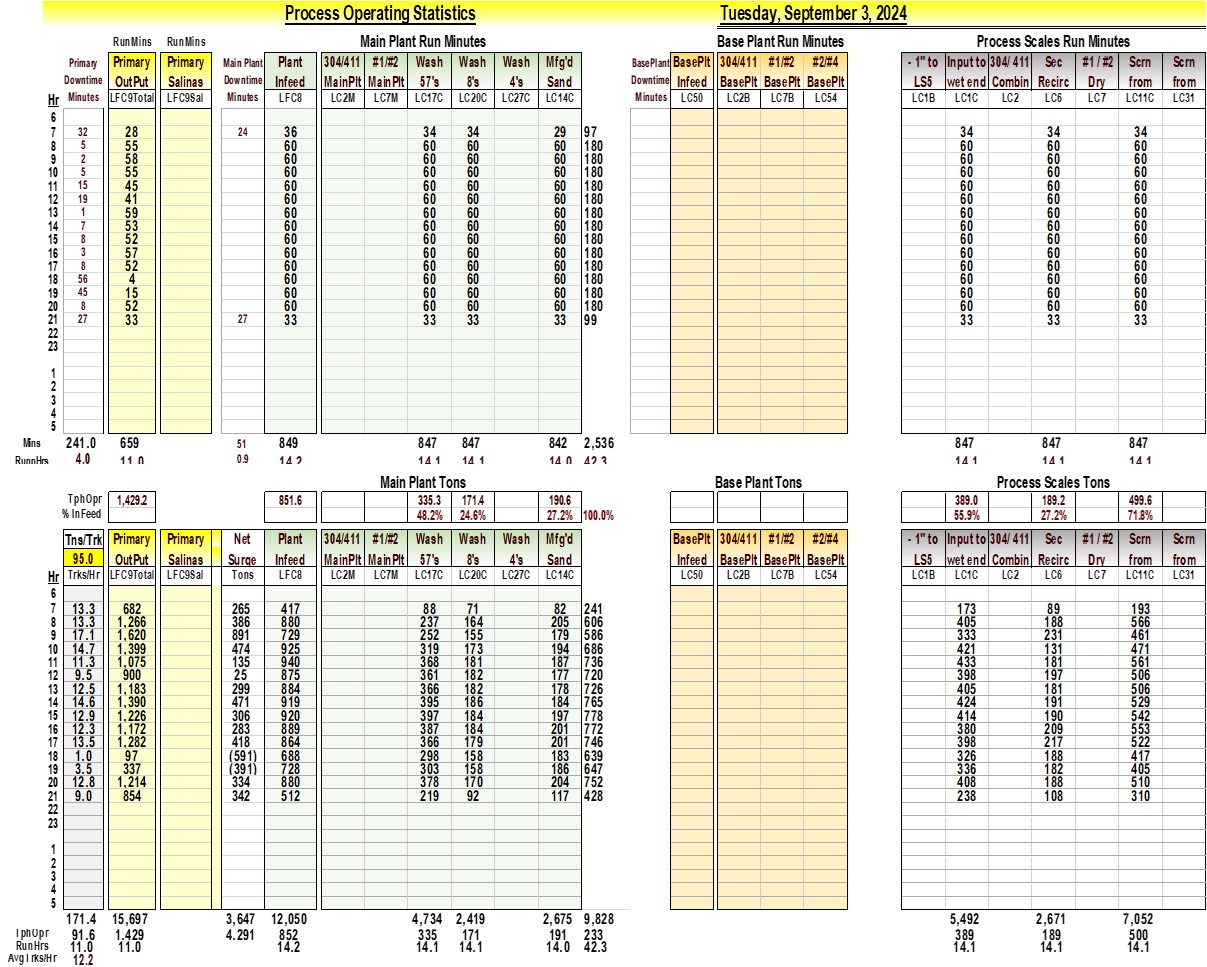 Process Operating Statistics Tuesday, September 3, 2024
RunMins RunMins Main Plant Run Minutes Base Plant Run Minutes Process Scales Run Minutes
Primary Primary Primary Main Plant Plant 304/411 #1/#2 Wash Wash Wash Mfg'd BasePlant BasePlt 304/411 #1/#2 #2/#4 - 1" to Input to 304/ 411 Sec #1 / #2 Scrn Scrn
Downtime OutPut Salinas Downtime Infeed MainPlt MainPlt 57's 8's 4's Sand Downtime Infeed BasePlt BasePlt BasePlt LS5 wet end Combin Recirc Dry from from
Hr Minutes LFC9Total LFC9Sal Minutes LFC8 LC2M LC7M LC17C LC20C LC27C LC14C Minutes LC50 LC2B LC7B LC54 LC1B LC1C LC2 LC6 LC7 LC11C LC31
6
7 32 28 24 36 34 34 29 97 34 34 34
8 5 55 60 60 60 60 180 60 60 60
9 2 58 60 60 60 60 180 60 60 60
10 5 55 60 60 60 60 180 60 60 60
11 15 45 60 60 60 60 180 60 60 60
12 19 41 60 60 60 60 180 60 60 60
13 1 59 60 60 60 60 180 60 60 60
14 7 53 60 60 60 60 180 60 60 60
15 8 52 60 60 60 60 180 60 60 60
16 3 57 60 60 60 60 180 60 60 60
17 8 52 60 60 60 60 180 60 60 60
18 56 4 60 60 60 60 180 60 60 60
19 45 15 60 60 60 60 180 60 60 60
20 8 52 60 60 60 60 180 60 60 60
21 27 33 27 33 33 33 33 99 33 33 33
22
23
1
2
3
4
5
Mins 241.0 659 51 849 847 847 842 2,536 847 847 847
RunnHrs 4.0 11.0 0.9 14.2 14.1 14.1 14.0 42.3 14.1 14.1 14.1
Main Plant Tons Base Plant Tons Process Scales Tons
TphOpr 1,429.2 851.6 335.3 171.4 190.6 389.0 189.2 499.6
% InFeed 48.2% 24.6% 27.2% 100.0% 55.9% 27.2% 71.8%
Tns/Trk Primary Primary Net Plant 304/411 #1/#2 Wash Wash Wash Mfg'd BasePlt 304/411 #1/#2 #2/#4 - 1" to Input to 304/ 411 Sec #1 / #2 Scrn Scrn
95.0 OutPut Salinas Surge Infeed MainPlt MainPlt 57's 8's 4's Sand Infeed BasePlt BasePlt BasePlt LS5 wet end Combin Recirc Dry from from
Hr Trks/Hr LFC9Total LFC9Sal Tons LFC8 LC2M LC7M LC17C LC20C LC27C LC14C LC50 LC2B LC7B LC54 LC1B LC1C LC2 LC6 LC7 LC11C LC31
6
7 13.3 682 265 417 88 71 82 241 173 89 193
8 13.3 1,266 386 880 237 164 205 606 405 188 566
9 17.1 1,620 891 729 252 155 179 586 333 231 461
10 14.7 1,399 474 925 319 173 194 686 421 131 471
11 11.3 1,075 135 940 368 181 187 736 433 181 561
12 9.5 900 25 875 361 182 177 720 398 197 506
13 12.5 1,183 299 884 366 182 178 726 405 181 506
14 14.6 1,390 471 919 395 186 184 765 424 191 529
15 12.9 1,226 306 920 397 184 197 778 414 190 542
16 12.3 1,172 283 889 387 184 201 772 380 209 553
17 13.5 1,282 418 864 366 179 201 746 398 217 522
18 1.0 97 (591) 688 298 158 183 639 326 188 417
19 3.5 337 (391) 728 303 158 186 647 336 182 405
20 12.8 1,214 334 880 378 170 204 752 408 188 510
21 9.0 854 342 512 219 92 117 428 238 108 310
22
23
1
2
3
4
5
171.4 15,697 3,647 12,050 4,734 2,419 2,675 9,828 5,492 2,671 7,052
TphOpr 91.6 1,429 4.291 852 335 171 191 233 389 189 500
RunHrs 11.0 11.0 14.2 14.1 14.1 14.0 42.3 14.1 14.1 14.1
AvgTrks/Hr 12.2